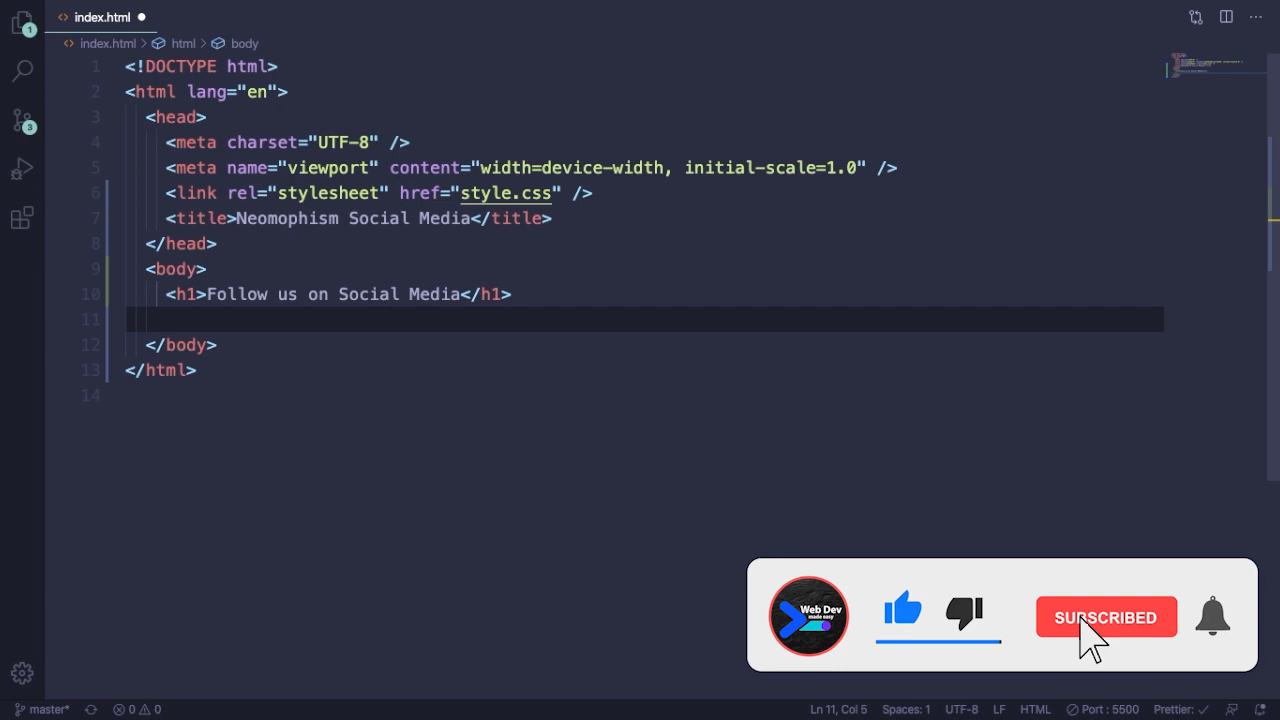 index.html
index.html > html > body
1 <!DOCTYPE html>
2 <html lang="en">
3 <head>
4 <meta charset="UTF-8" />
5 <meta name="viewport" content="width=device-width, initial-scale=1.0" />
6 <link rel="stylesheet" href="style.css" />
7 <title>Neomophism Social Media</title>
8 </head>
9 <body>
10 <h1>Follow us on Social Media</h1>
11
12 </body>
13 </html>
14
1
3
Web Dev
made easy
SUBSCRIBED
master* 0 0 Ln 11, Col 5 Spaces: 1 UTF-8 LF HTML Port : 5500 Prettier: ✓